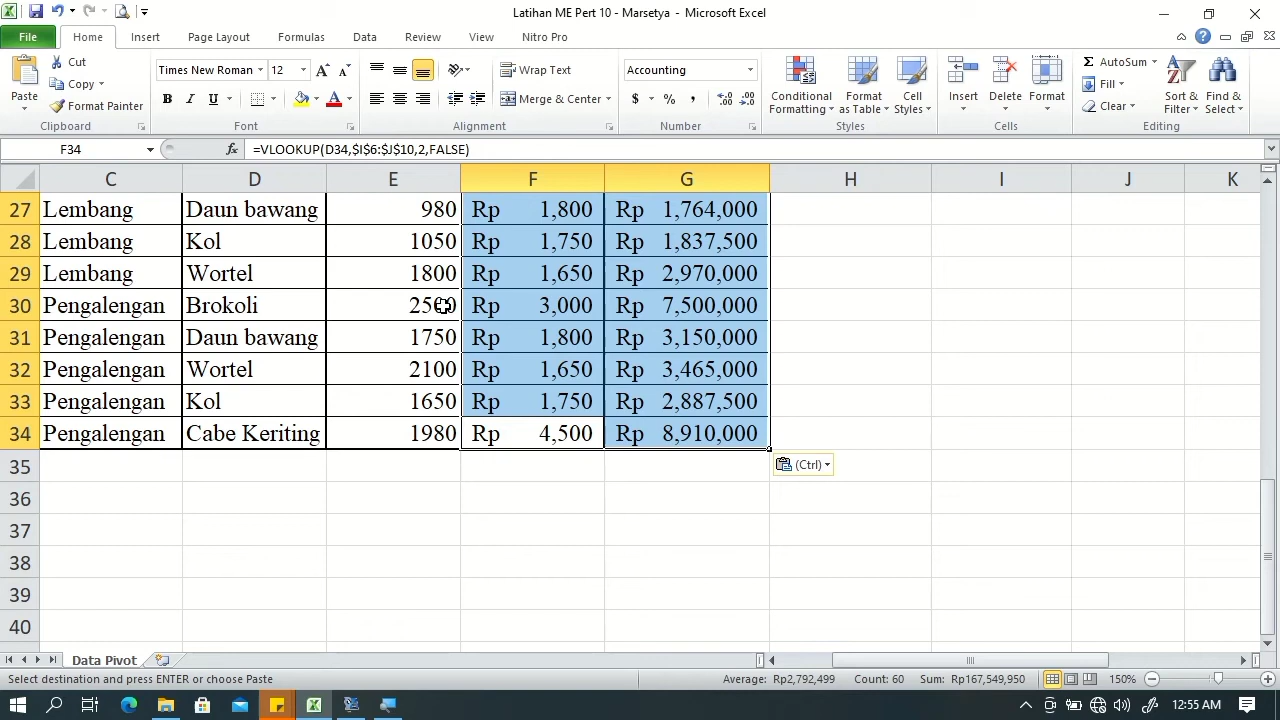 Latihan ME Pert 10 - Marsetya - Microsoft Excel
File Home Insert Page Layout Formulas Data Review View Nitro Pro
Paste Cut Copy Format Painter Clipboard
Times New Roman 12 B I U A Font
Wrap Text Merge & Center Alignment
Accounting $ % , Number
Conditional Formatting Format as Table Cell Styles Styles
Insert Delete Format Cells
AutoSum Fill Clear Sort & Filter Find & Select Editing
F34 fx =VLOOKUP(D34,$I$6:$J$10,2,FALSE)
C D E F G H I J K
27 Lembang Daun bawang 980 Rp 1,800 Rp 1,764,000
28 Lembang Kol 1050 Rp 1,750 Rp 1,837,500
29 Lembang Wortel 1800 Rp 1,650 Rp 2,970,000
30 Pengalengan Brokoli 2500 Rp 3,000 Rp 7,500,000
31 Pengalengan Daun bawang 1750 Rp 1,800 Rp 3,150,000
32 Pengalengan Wortel 2100 Rp 1,650 Rp 3,465,000
33 Pengalengan Kol 1650 Rp 1,750 Rp 2,887,500
34 Pengalengan Cabe Keriting 1980 Rp 4,500 Rp 8,910,000
35 (Ctrl)
36
37
38
39
40
Data Pivot
Select destination and press ENTER or choose Paste Average: Rp2,792,499 Count: 60 Sum: Rp167,549,950 150%
12:55 AM